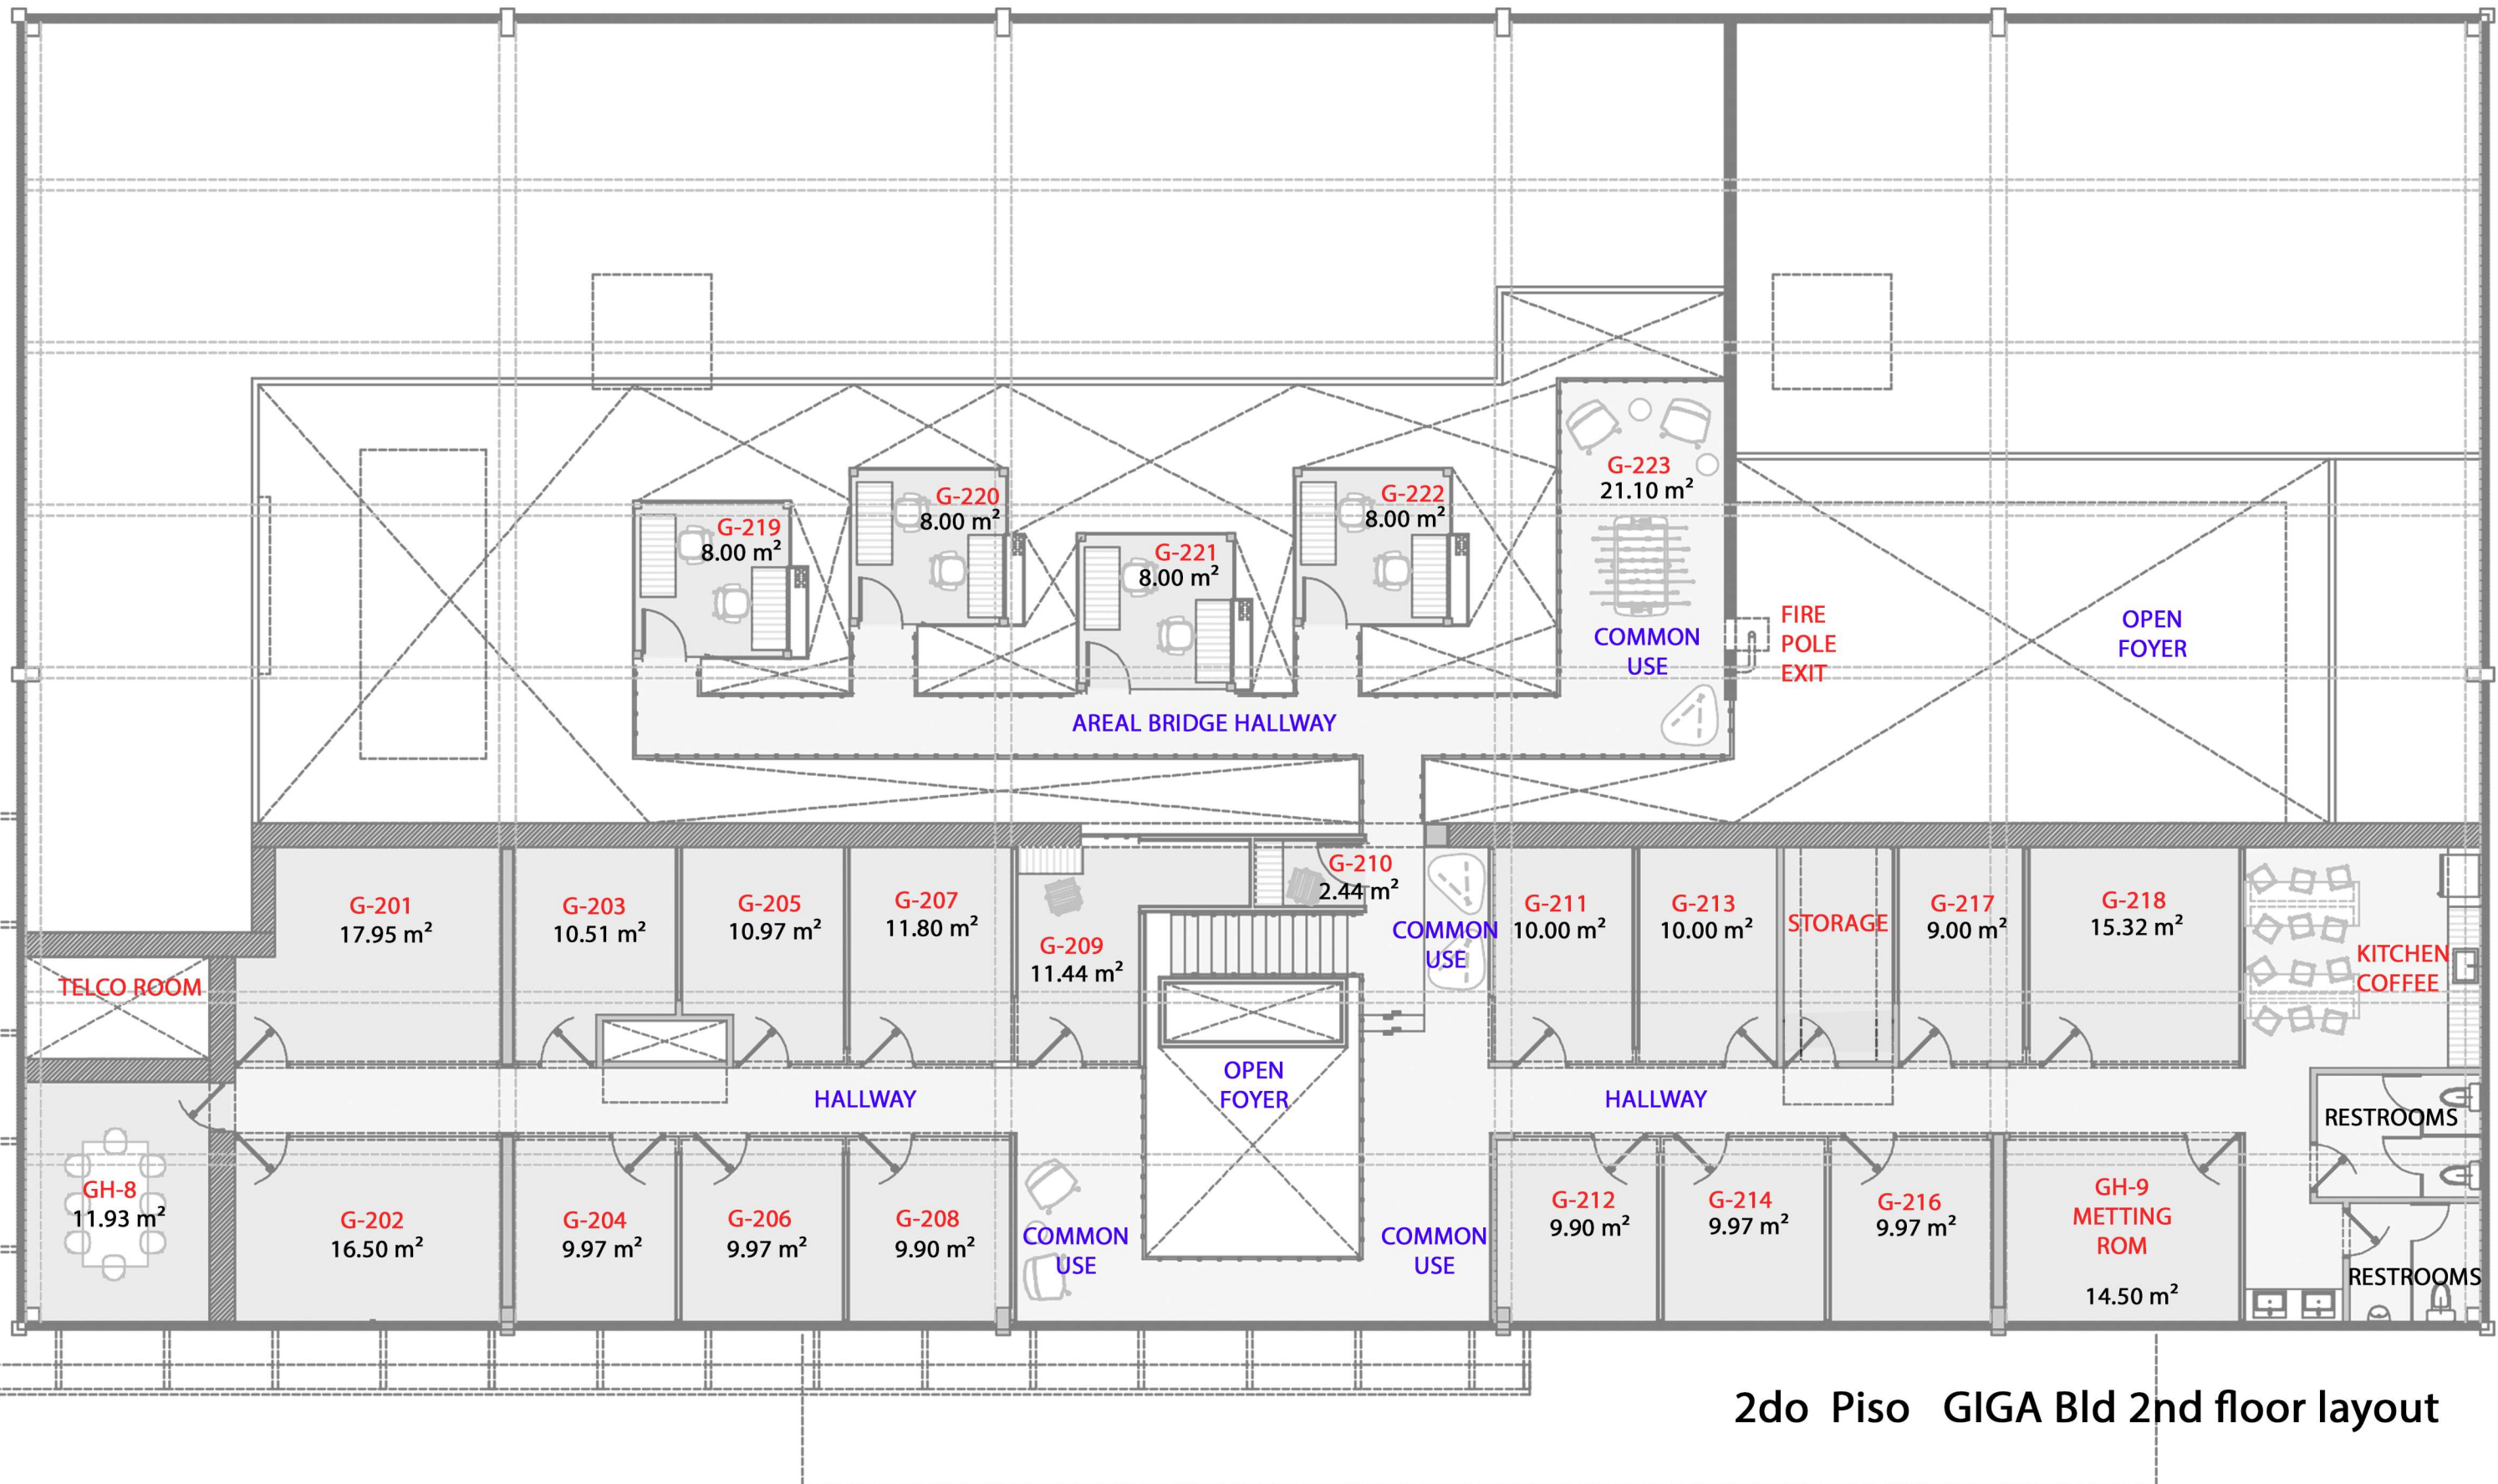 G-223
21.10 m²
G-220
8.00 m²
G-222
8.00 m²
G-219
8.00 m²
G-221
8.00 m²
COMMON
USE
FIRE
POLE
EXIT
OPEN
FOYER
AREAL BRIDGE HALLWAY
G-201
17.95 m²
G-203
10.51 m²
G-205
10.97 m²
G-207
11.80 m²
G-209
11.44 m²
G-210
2.44 m²
COMMON
USE
G-211
10.00 m²
G-213
10.00 m²
STORAGE
G-217
9.00 m²
G-218
15.32 m²
KITCHEN
COFFEE
TELCO ROOM
HALLWAY
OPEN
FOYER
HALLWAY
RESTROOMS
GH-8
11.93 m²
G-202
16.50 m²
G-204
9.97 m²
G-206
9.97 m²
G-208
9.90 m²
COMMON
USE
COMMON
USE
G-212
9.90 m²
G-214
9.97 m²
G-216
9.97 m²
GH-9
METTING
ROM
14.50 m²
RESTROOMS
2do Piso GIGA Bld 2nd floor layout